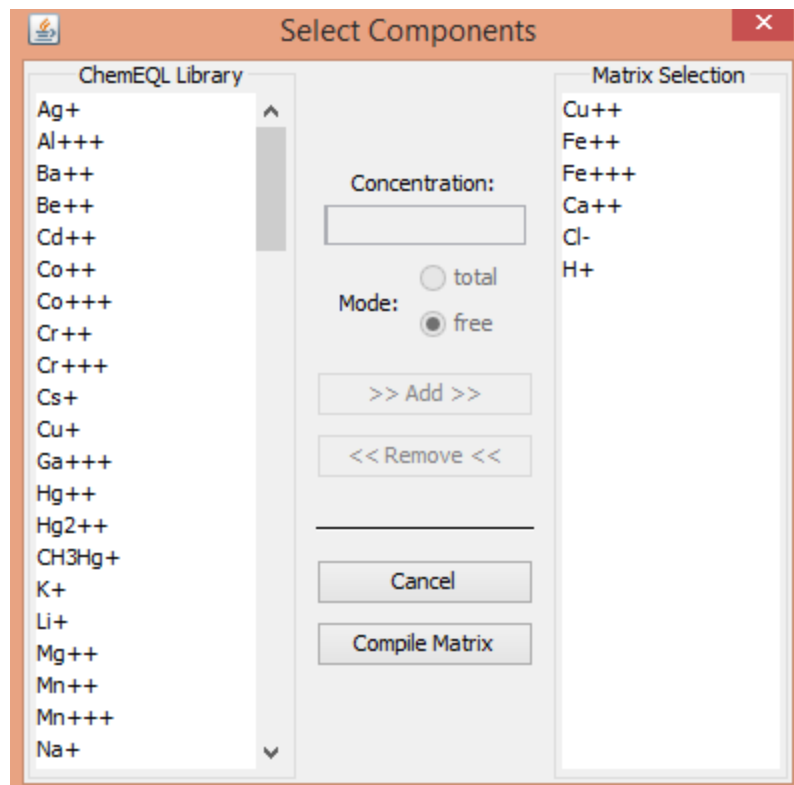 Select Components
ChemEQL Library
Ag+
Al+++
Ba++
Be++
Cd++
Co++
Co+++
Cr++
Cr+++
Cs+
Cu+
Ga+++
Hg++
Hg2++
CH3Hg+
K+
Li+
Mg++
Mn++
Mn+++
Na+
Concentration:
Mode:
total
free
>> Add >>
<< Remove <<
Cancel
Compile Matrix
Matrix Selection
Cu++
Fe++
Fe+++
Ca++
Cl-
H+